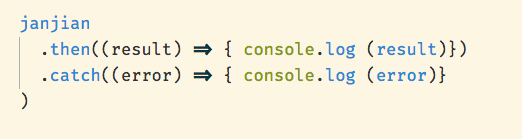 janjian
.then((result) => { console.log (result)})
.catch((error) => { console.log (error)}
)